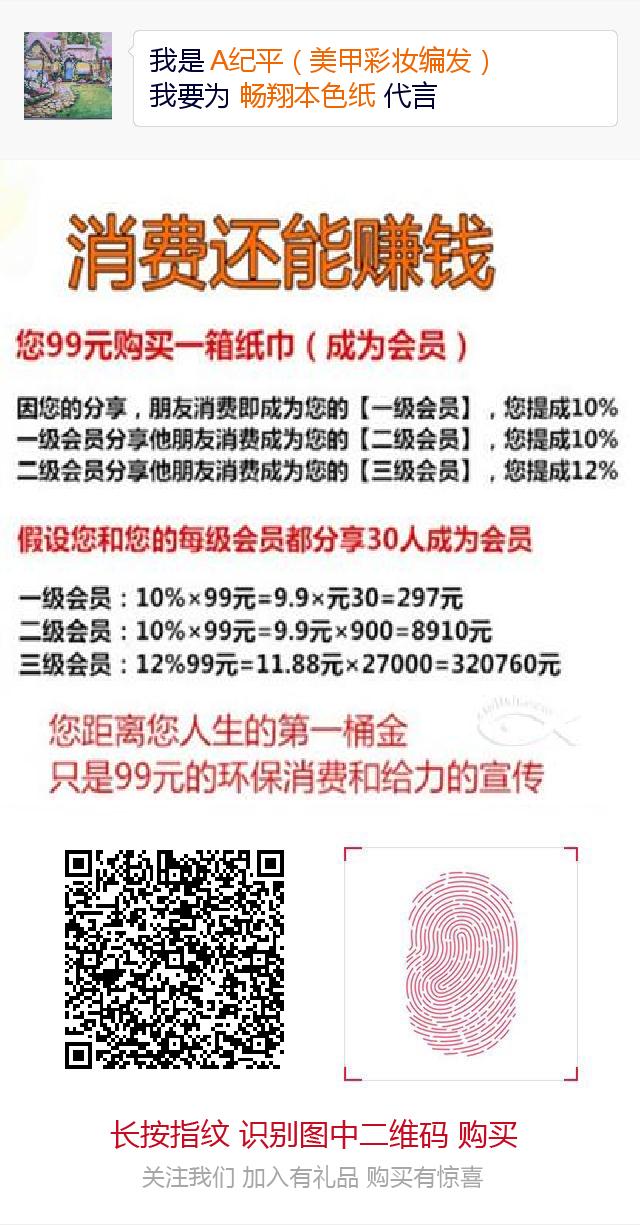 我是 A纪平（美甲彩妆编发）
我要为 畅翔本色纸 代言
消费还能赚钱
您99元购买一箱纸巾（成为会员）
因您的分享，朋友消费即成为您的【一级会员】，您提成10%
一级会员分享他朋友消费成为您的【二级会员】，您提成10%
二级会员分享他朋友消费成为您的【三级会员】，您提成12%
假设您和您的每级会员都分享30人成为会员
一级会员：10%×99元=9.9×元30=297元
二级会员：10%×99元=9.9元×900=8910元
三级会员：12%99元=11.88元×27000=320760元
您距离您人生的第一桶金
只是99元的环保消费和给力的宣传
长按指纹 识别图中二维码 购买
关注我们 加入有礼品 购买有惊喜